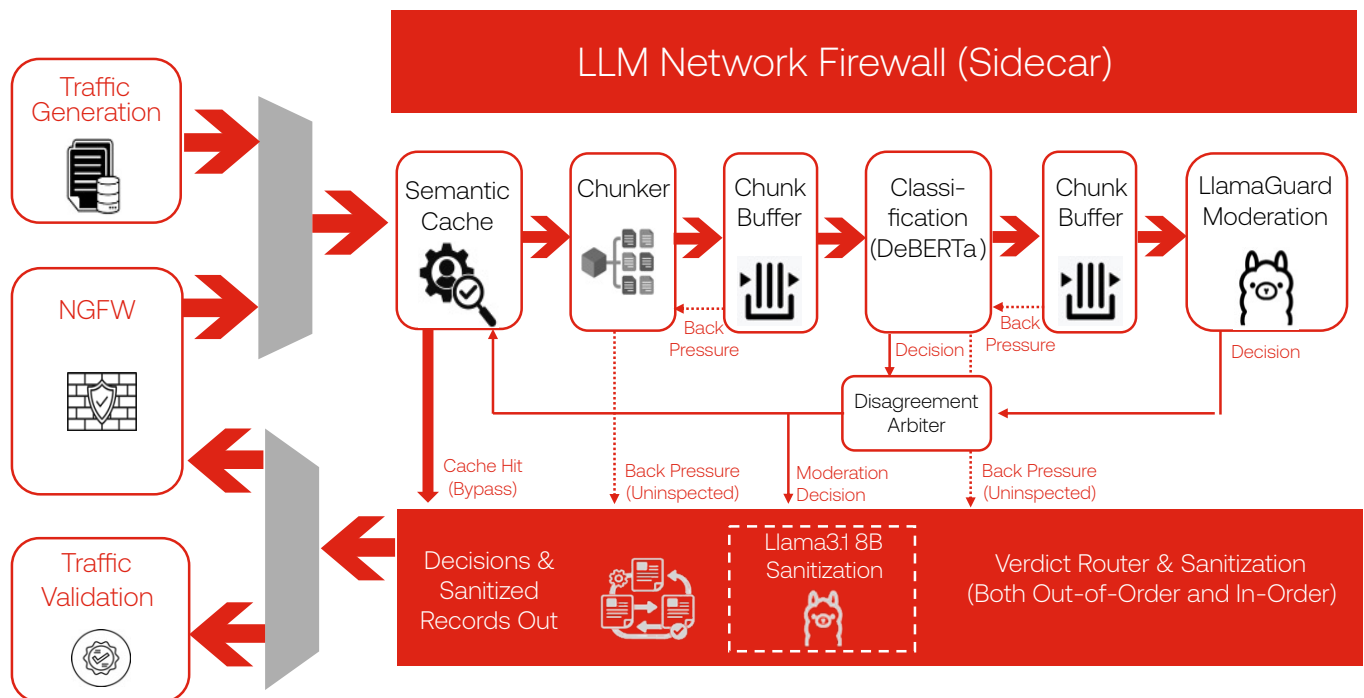 LLM Network Firewall (Sidecar)
Traffic
Generation
NGFW
Traffic
Validation
Semantic
Cache
Chunker
Chunk
Buffer
Classi-
fication
(DeBERTa)
Chunk
Buffer
LlamaGuard
Moderation
Back
Pressure
Decision
Back
Pressure
Decision
Disagreement
Arbiter
Cache Hit
(Bypass)
Back Pressure
(Uninspected)
Moderation
Decision
Back Pressure
(Uninspected)
Decisions &
Sanitized
Records Out
Llama3.1 8B
Sanitization
Verdict Router & Sanitization
(Both Out-of-Order and In-Order)